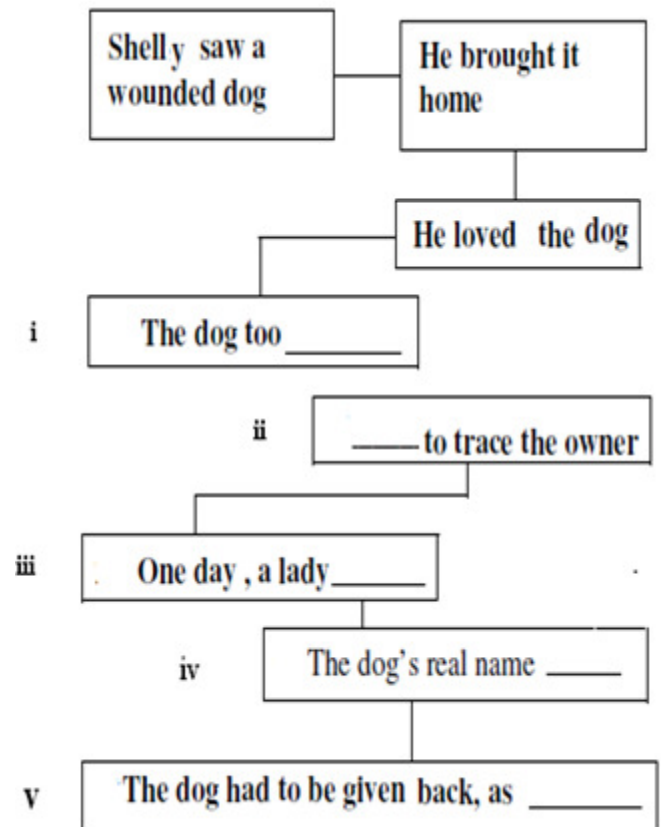 Shelly saw a
wounded dog
He brought it
home
He loved the dog
i
The dog too ________
ii
____ to trace the owner
iii
One day , a lady______
iv
The dog's real name _____
v
The dog had to be given back, as ________